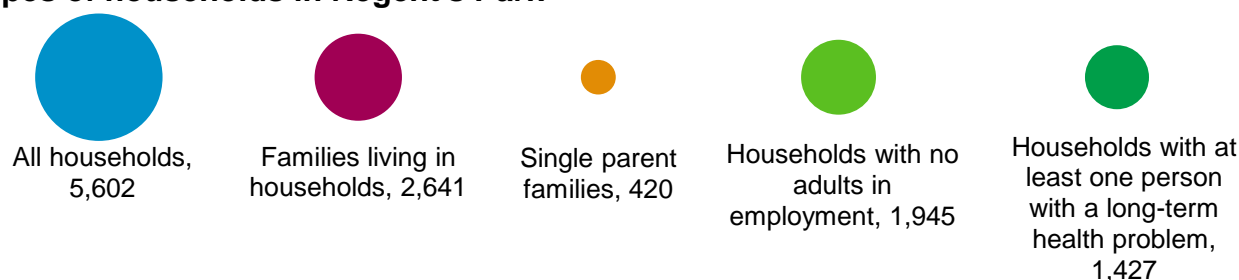 All households,
5,602
Families living in
households, 2,641
Single parent
families, 420
Households with no
adults in
employment, 1,945
Households with at
least one person
with a long-term
health problem,
1,427